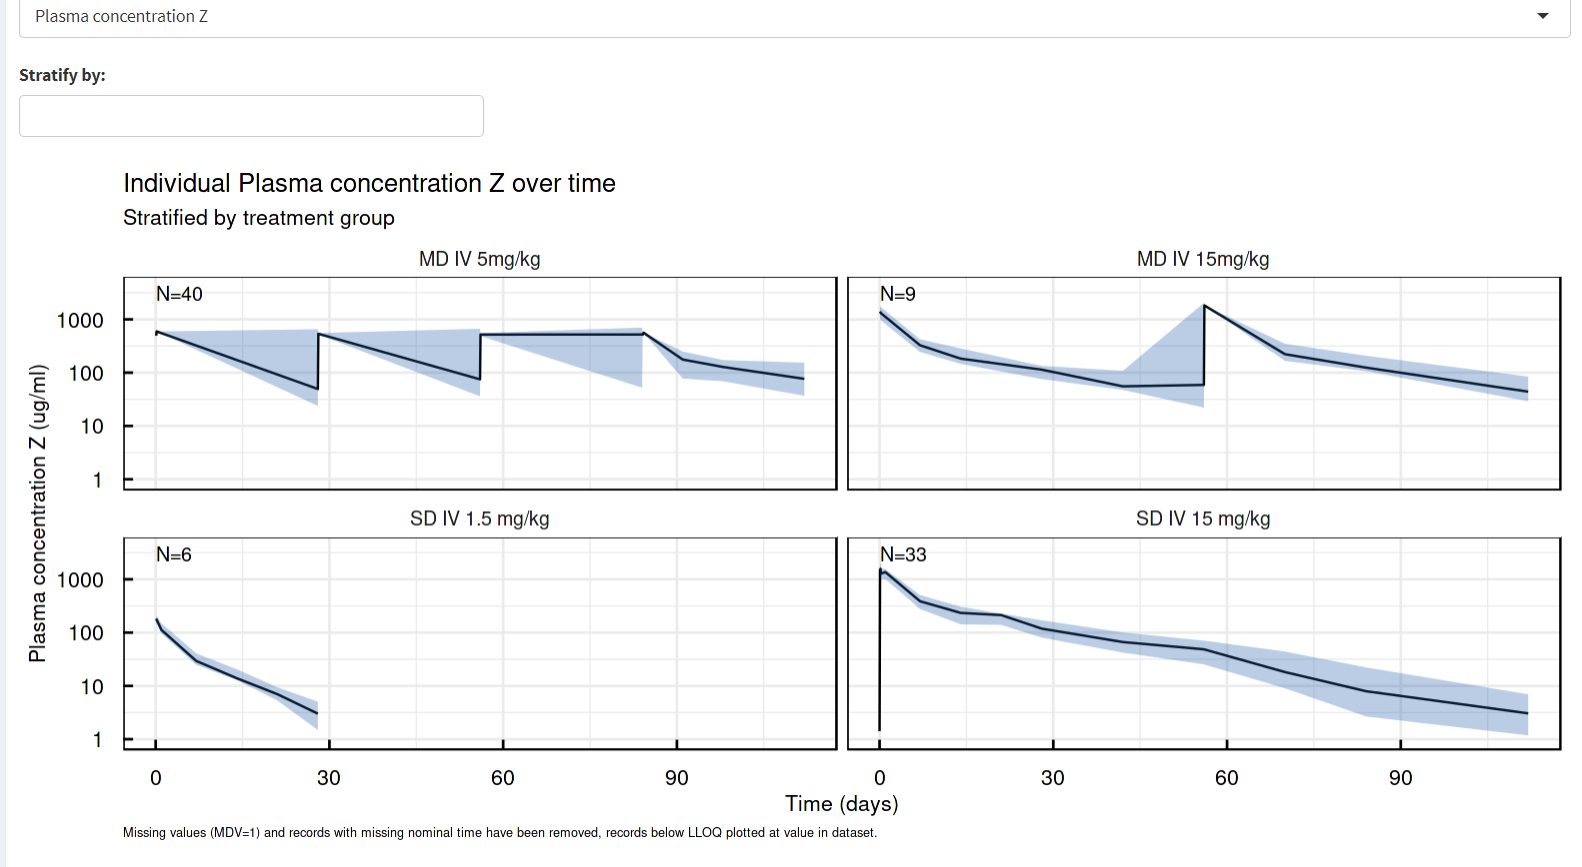 Plasma concentration Z
Stratify by:
Individual Plasma concentration Z over time
Stratified by treatment group
MD IV 5mg/kg
MD IV 15mg/kg
N=40
N=9
1000
100
10
1
SD IV 1.5 mg/kg
SD IV 15 mg/kg
N=6
N=33
1000
100
10
1
Plasma concentration Z (ug/ml)
0 30 60 90
0 30 60 90
Time (days)
Missing values (MDV=1) and records with missing nominal time have been removed, records below LLOQ plotted at value in dataset.